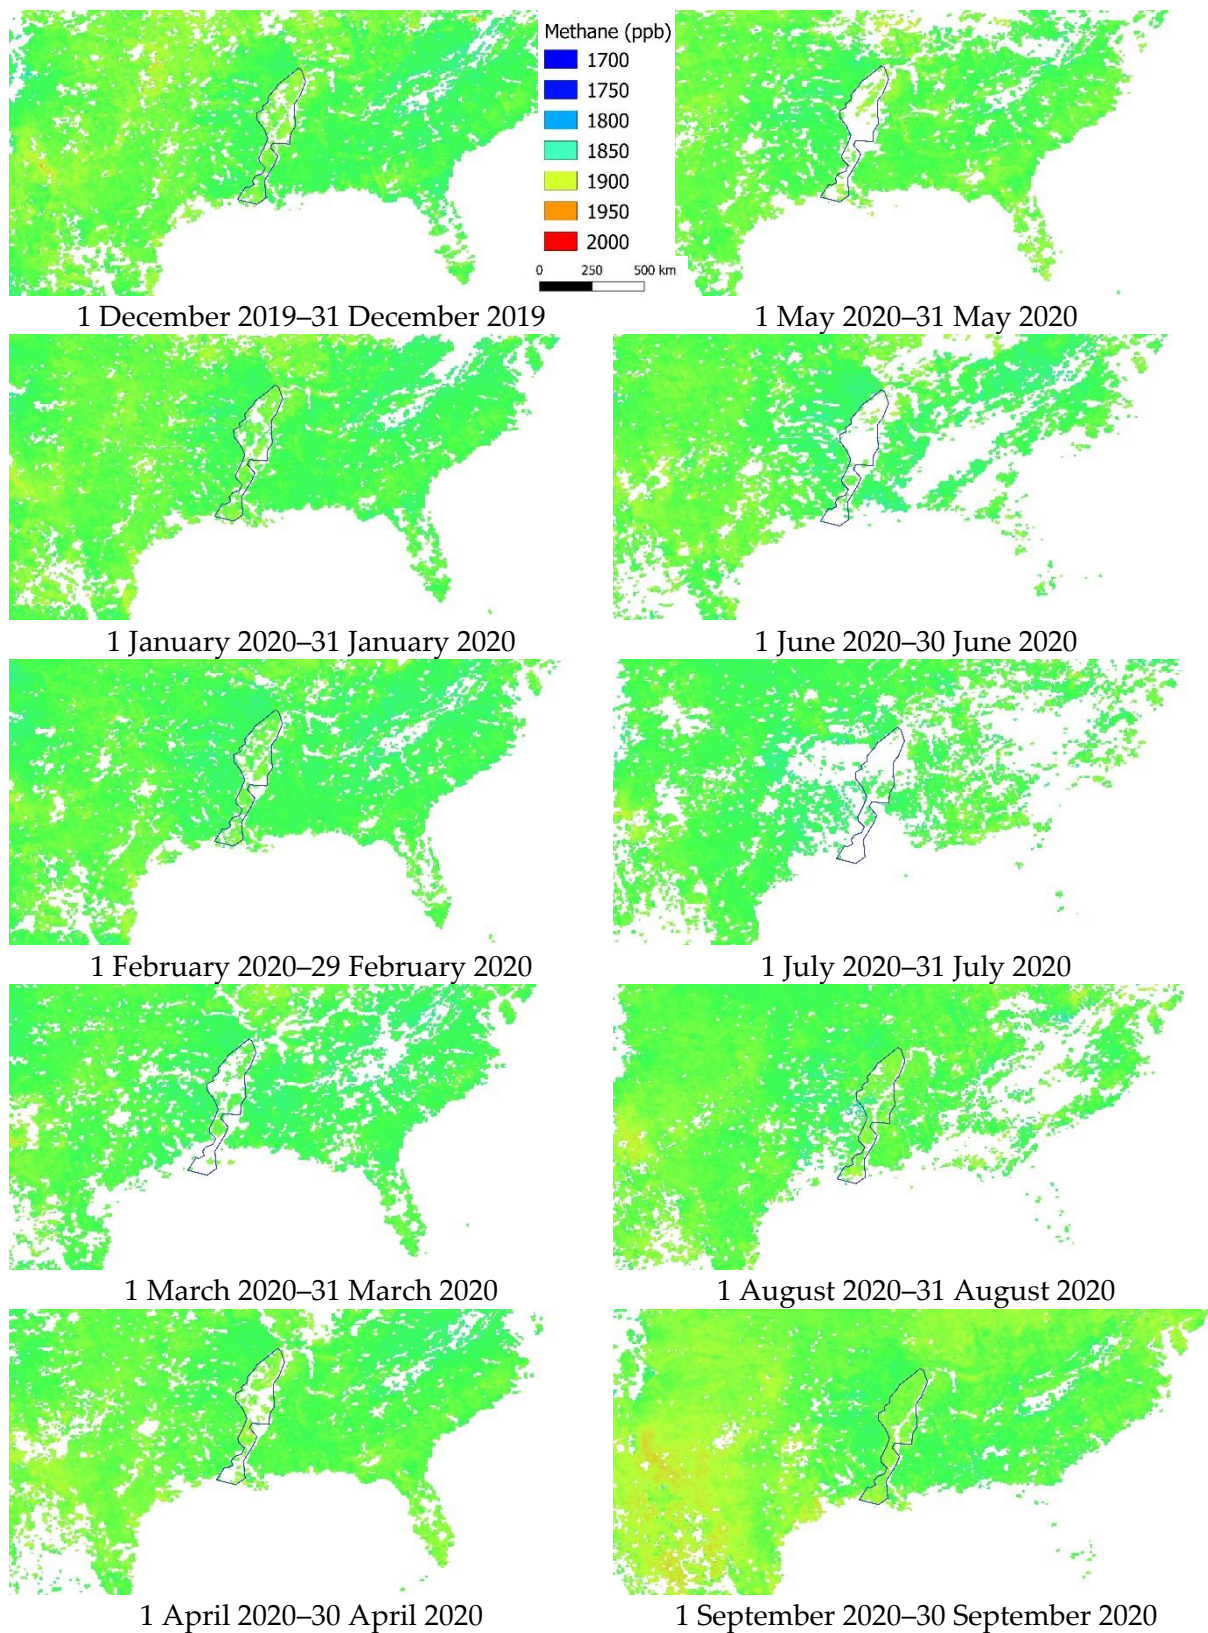 Methane (ppb)
1700
1750
1800
1850
1900
1950
2000
0 250 500 km
1 December 2019–31 December 2019
1 May 2020–31 May 2020
1 January 2020–31 January 2020
1 June 2020–30 June 2020
1 February 2020–29 February 2020
1 July 2020–31 July 2020
1 March 2020–31 March 2020
1 August 2020–31 August 2020
1 April 2020–30 April 2020
1 September 2020–30 September 2020